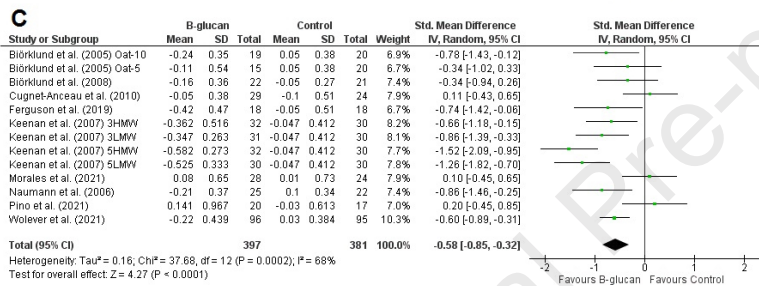 C
B-glucan Control Std. Mean Difference Std. Mean Difference
Study or Subgroup Mean SD Total Mean SD Total Weight IV, Random, 95% CI IV, Random, 95% CI
Biörklund et al. (2005) Oat-10 -0.24 0.35 19 0.05 0.38 20 6.9% -0.78 [-1.43, -0.12]
Biörklund et al. (2005) Oat-5 -0.11 0.54 15 0.05 0.38 20 6.7% -0.34 [-1.02, 0.33]
Biörklund et al. (2008) -0.16 0.36 22 -0.01 0.51 21 7.3% -0.34 [-0.94, 0.26]
Cugnet-Anceau et al. (2010) -0.05 0.38 29 -0.1 0.51 24 8.0% 0.11 [-0.43, 0.65]
Ferguson et al. (2019) -0.42 0.47 18 -0.05 0.51 18 6.7% -0.74 [-1.42, -0.06]
Keenan et al. (2007) 3HMW -0.362 0.516 32 -0.047 0.412 30 8.3% -0.66 [-1.18, -0.15]
Keenan et al. (2007) 3LMW -0.347 0.263 31 -0.047 0.412 30 8.2% -0.86 [-1.39, -0.33]
Keenan et al. (2007) 5HMW -0.582 0.273 32 -0.047 0.412 30 7.7% -1.52 [-2.09, -0.95]
Keenan et al. (2007) 5LMW -0.525 0.333 30 -0.047 0.412 30 7.8% -1.26 [-1.82, -0.70]
Morales et al. (2021) 0.08 0.65 28 0.01 0.73 24 7.9% 0.10 [-0.45, 0.65]
Naumann et al. (2006) -0.21 0.37 25 0.1 0.34 22 7.4% -0.86 [-1.46, -0.25]
Pino et al. (2021) 0.141 0.967 20 -0.03 0.613 17 6.9% 0.20 [-0.45, 0.85]
Wolever et al. (2021) -0.22 0.439 96 0.03 0.384 95 10.3% -0.60 [-0.89, -0.31]
Total (95% CI) 397 381 100.0% -0.58 [-0.85, -0.32]
Heterogeneity: Tau² = 0.16; Chi² = 37.68, df = 12 (P = 0.0002); I² = 68%
Test for overall effect: Z = 4.27 (P < 0.0001)
-2 -1 0 1 2
Favours B-glucan Favours Control